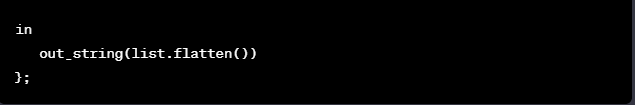 in
out_string(list.flatten())
};